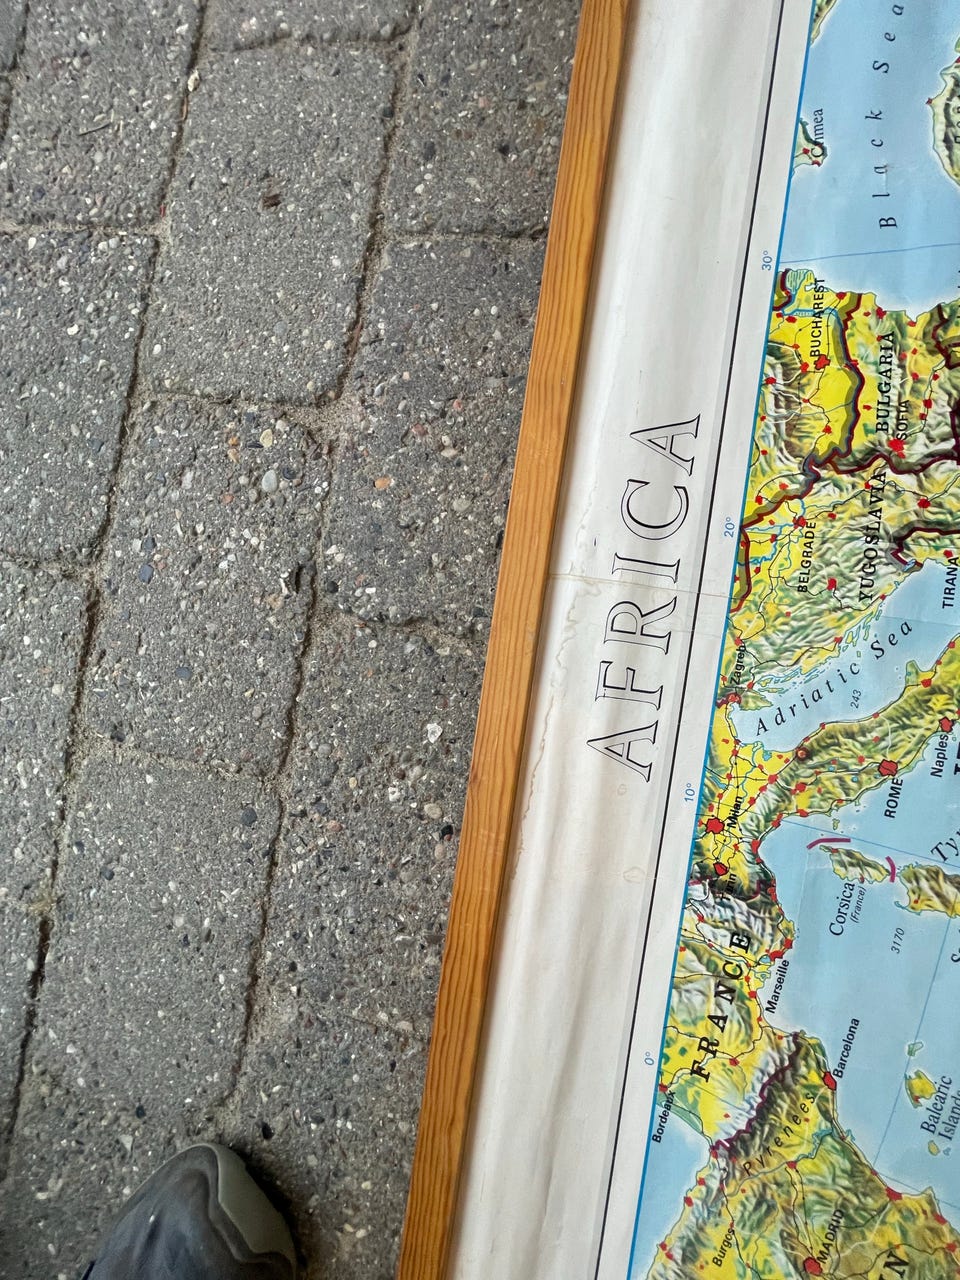 AFRICA
0°
10°
20°
30°
Black Sea
Crimea
BUCHAREST
BULGARIA
SOFIA
YUGOSLAVIA
BELGRADE
TIRANA
Zagreb
Adriatic Sea
243
Milan
ROME
Naples
Corsica
(France)
3170
FRANCE
Marseille
Bordeaux
Barcelona
Pyrenees
Balearic
Burgos
MADRID